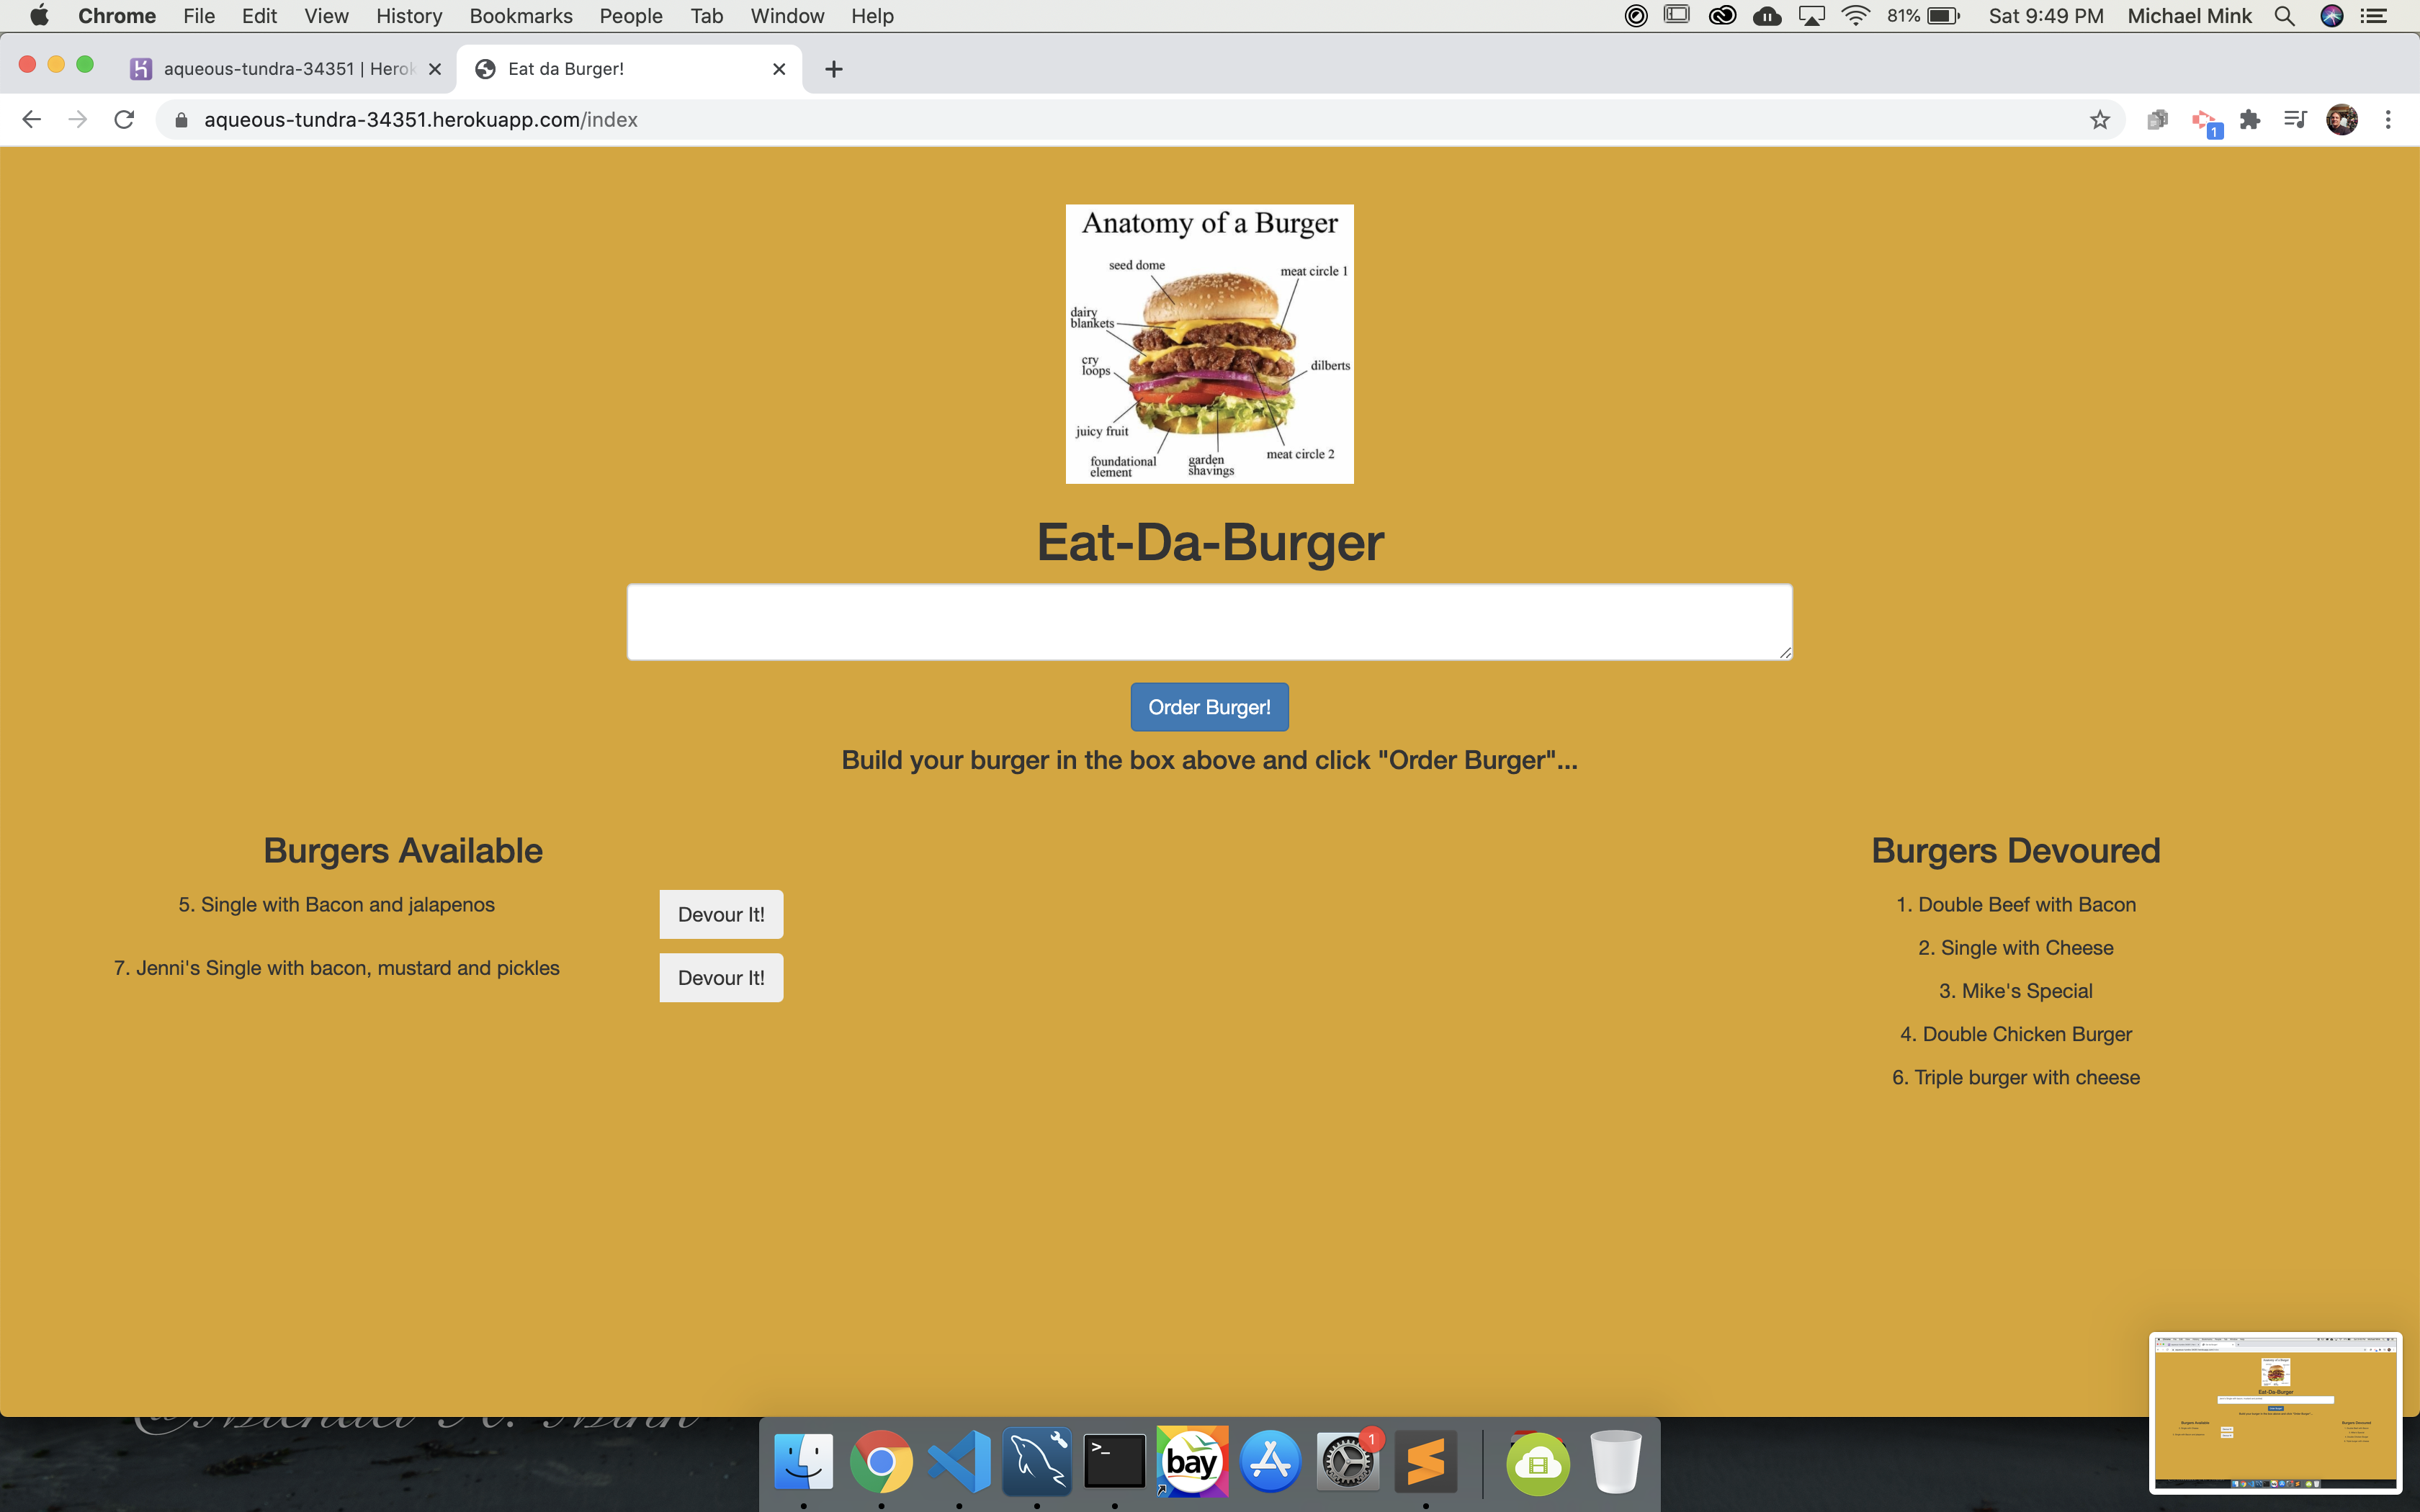 Chrome File Edit View History Bookmarks People Tab Window Help 81% Sat 9:49 PM Michael Mink
aqueous-tundra-34351 | Herok
Eat da Burger!
aqueous-tundra-34351.herokuapp.com/index
1
Anatomy of a Burger
seed dome
meat circle 1
dairy
blankets
cry
loops
dilberts
juicy fruit
foundational
element
garden
shavings
meat circle 2
Eat-Da-Burger
Order Burger!
Build your burger in the box above and click "Order Burger"...
Burgers Available
5. Single with Bacon and jalapenos
Devour It!
7. Jenni's Single with bacon, mustard and pickles
Devour It!
Burgers Devoured
1. Double Beef with Bacon
2. Single with Cheese
3. Mike's Special
4. Double Chicken Burger
6. Triple burger with cheese
>_
bay
1
Eat-Da-Burger